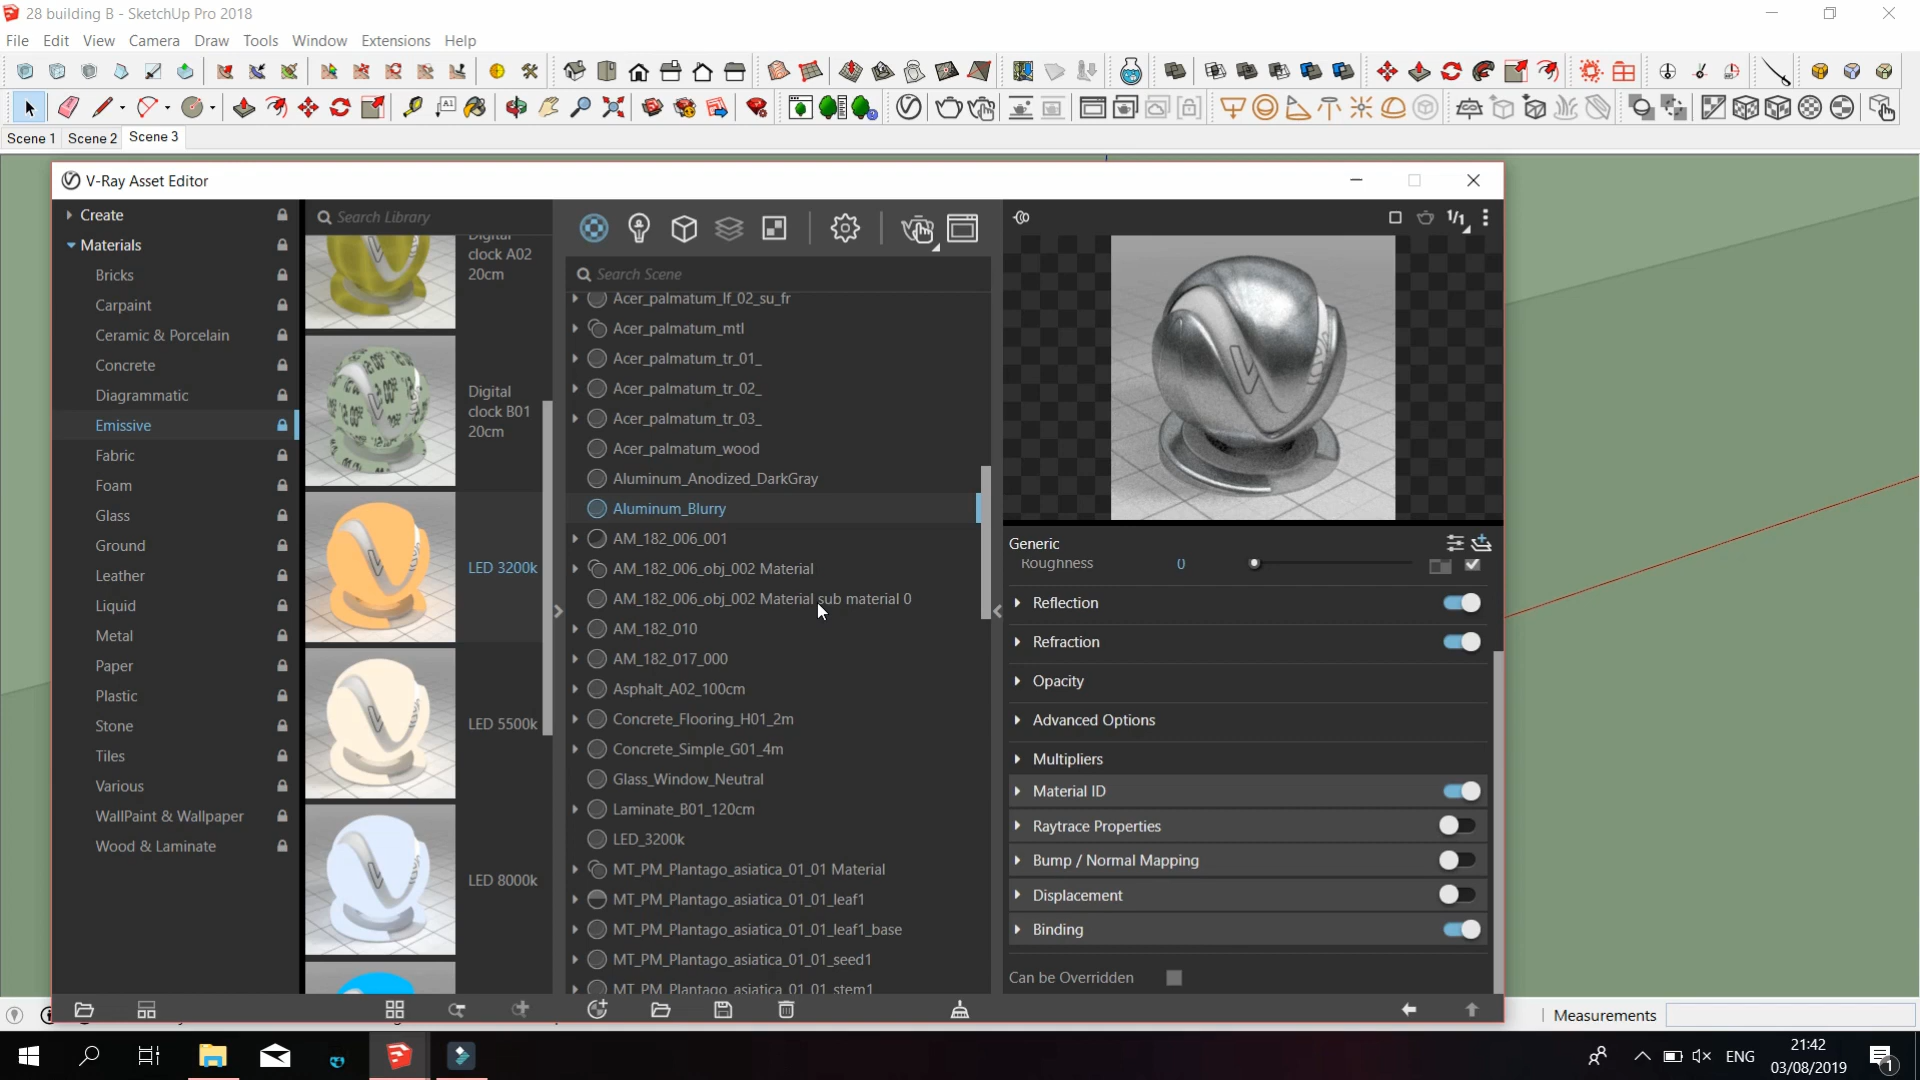 28 building B - SketchUp Pro 2018
File Edit View Camera Draw Tools Window Extensions Help
Scene 1 Scene 2 Scene 3
V-Ray Asset Editor
Create
Materials
Bricks
Carpaint
Ceramic & Porcelain
Concrete
Diagrammatic
Emissive
Fabric
Foam
Glass
Ground
Leather
Liquid
Metal
Paper
Plastic
Stone
Tiles
Various
WallPaint & Wallpaper
Wood & Laminate
Search Library
Digital
clock A02
20cm
Digital
clock B01
20cm
LED 3200k
LED 5500k
LED 8000k
Search Scene
Acer_palmatum_lf_02_su_fr
Acer_palmatum_mtl
Acer_palmatum_tr_01_
Acer_palmatum_tr_02_
Acer_palmatum_tr_03_
Acer_palmatum_wood
Aluminum_Anodized_DarkGray
Aluminum_Blurry
AM_182_006_001
AM_182_006_obj_002 Material
AM_182_006_obj_002 Material sub material 0
AM_182_010
AM_182_017_000
Asphalt_A02_100cm
Concrete_Flooring_H01_2m
Concrete_Simple_G01_4m
Glass_Window_Neutral
Laminate_B01_120cm
LED_3200k
MT_PM_Plantago_asiatica_01_01 Material
MT_PM_Plantago_asiatica_01_01_leaf1
MT_PM_Plantago_asiatica_01_01_leaf1_base
MT_PM_Plantago_asiatica_01_01_seed1
MT_PM_Plantago_asiatica_01_01_stem1
1/1
Generic
Roughness 0
Reflection
Refraction
Opacity
Advanced Options
Multipliers
Material ID
Raytrace Properties
Bump / Normal Mapping
Displacement
Binding
Can be Overridden
Measurements
ENG
21:42
03/08/2019
1